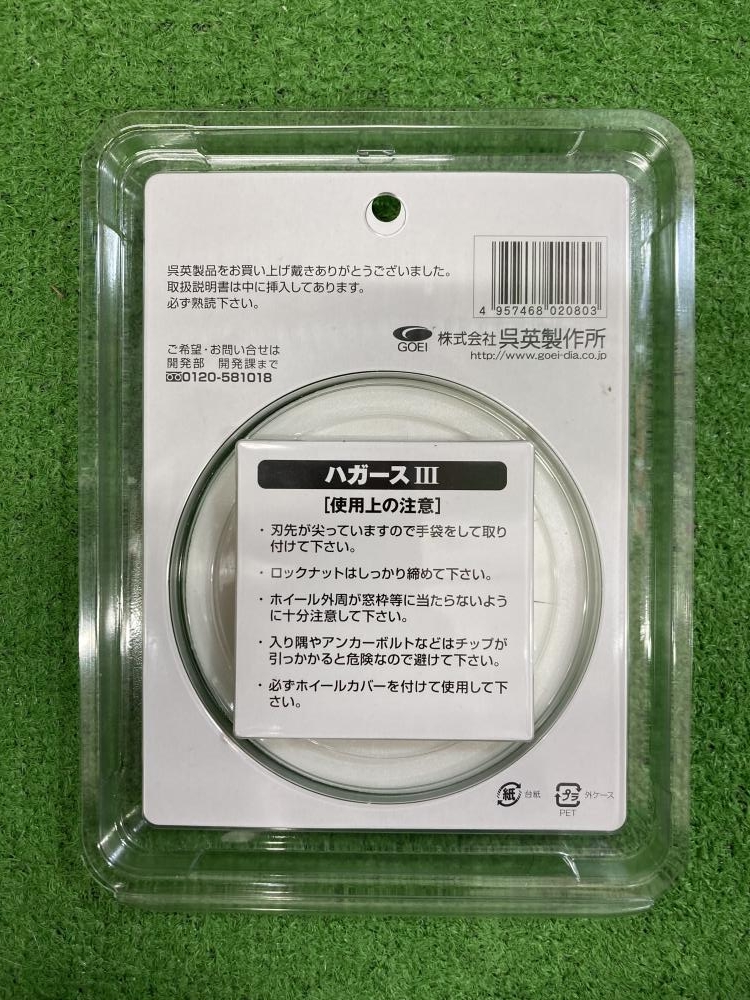 呉英製品をお買い上げ戴きありがとうございました。
取扱説明書は中に挿入してあります。
必ず熟読下さい。
4 957468 020803
GOEI 株式会社 呉英製作所
http://www.goei-dia.co.jp
ご希望・お問い合せは
開発部 開発課まで
0120-581018
ハガース III
[使用上の注意]
・刃先が尖っていますので手袋をして取り
付けて下さい。
・ロックナットはしっかり締めて下さい。
・ホイール外周が窓枠等に当たらないよう
に十分注意して下さい。
・入り隅やアンカーボルトなどはチップが
引っかかると危険なので避けて下さい。
・必ずホイールカバーを付けて使用して下
さい。
紙 台紙 プラ 外ケース
PET